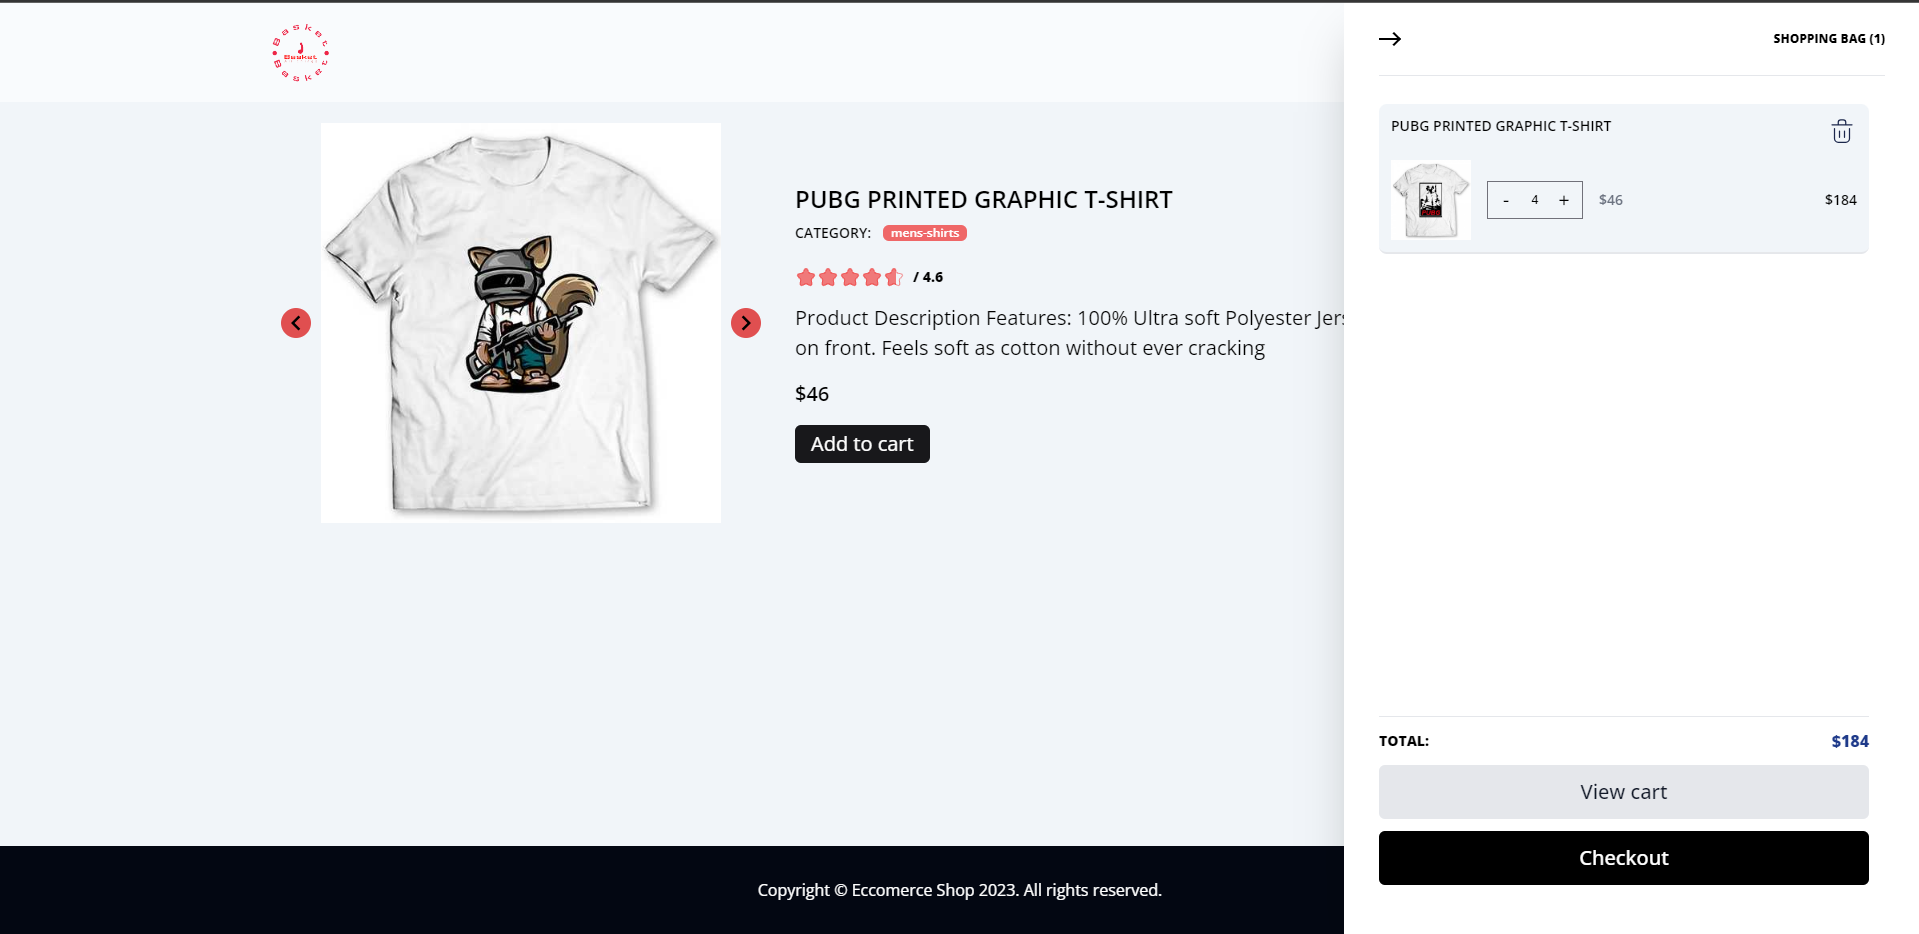 Basket
Basket
Basket
PUBG PRINTED GRAPHIC T-SHIRT
CATEGORY: mens-shirts
/ 4.6
Product Description Features: 100% Ultra soft Polyester Jers
on front. Feels soft as cotton without ever cracking
$46
Add to cart
Copyright © Eccomerce Shop 2023. All rights reserved.
SHOPPING BAG (1)
PUBG PRINTED GRAPHIC T-SHIRT
- 4 + $46 $184
TOTAL: $184
View cart
Checkout